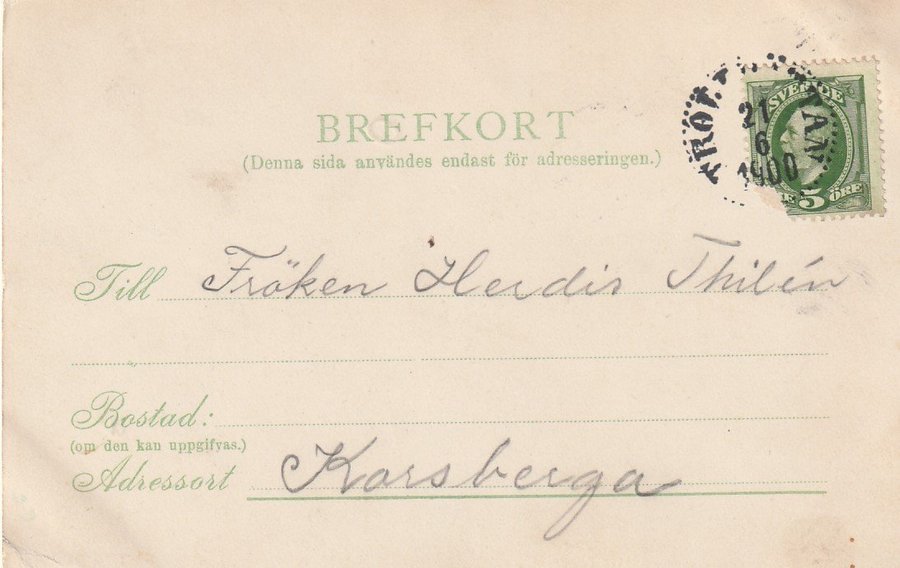 BREFKORT
(Denna sida användes endast för adresseringen.)
SVERIGE
21
6
1900
5 ÖRE
Till Fröken Herdis Thilén
Bostad:
(om den kan uppgifvas.)
Adressort Korsberga